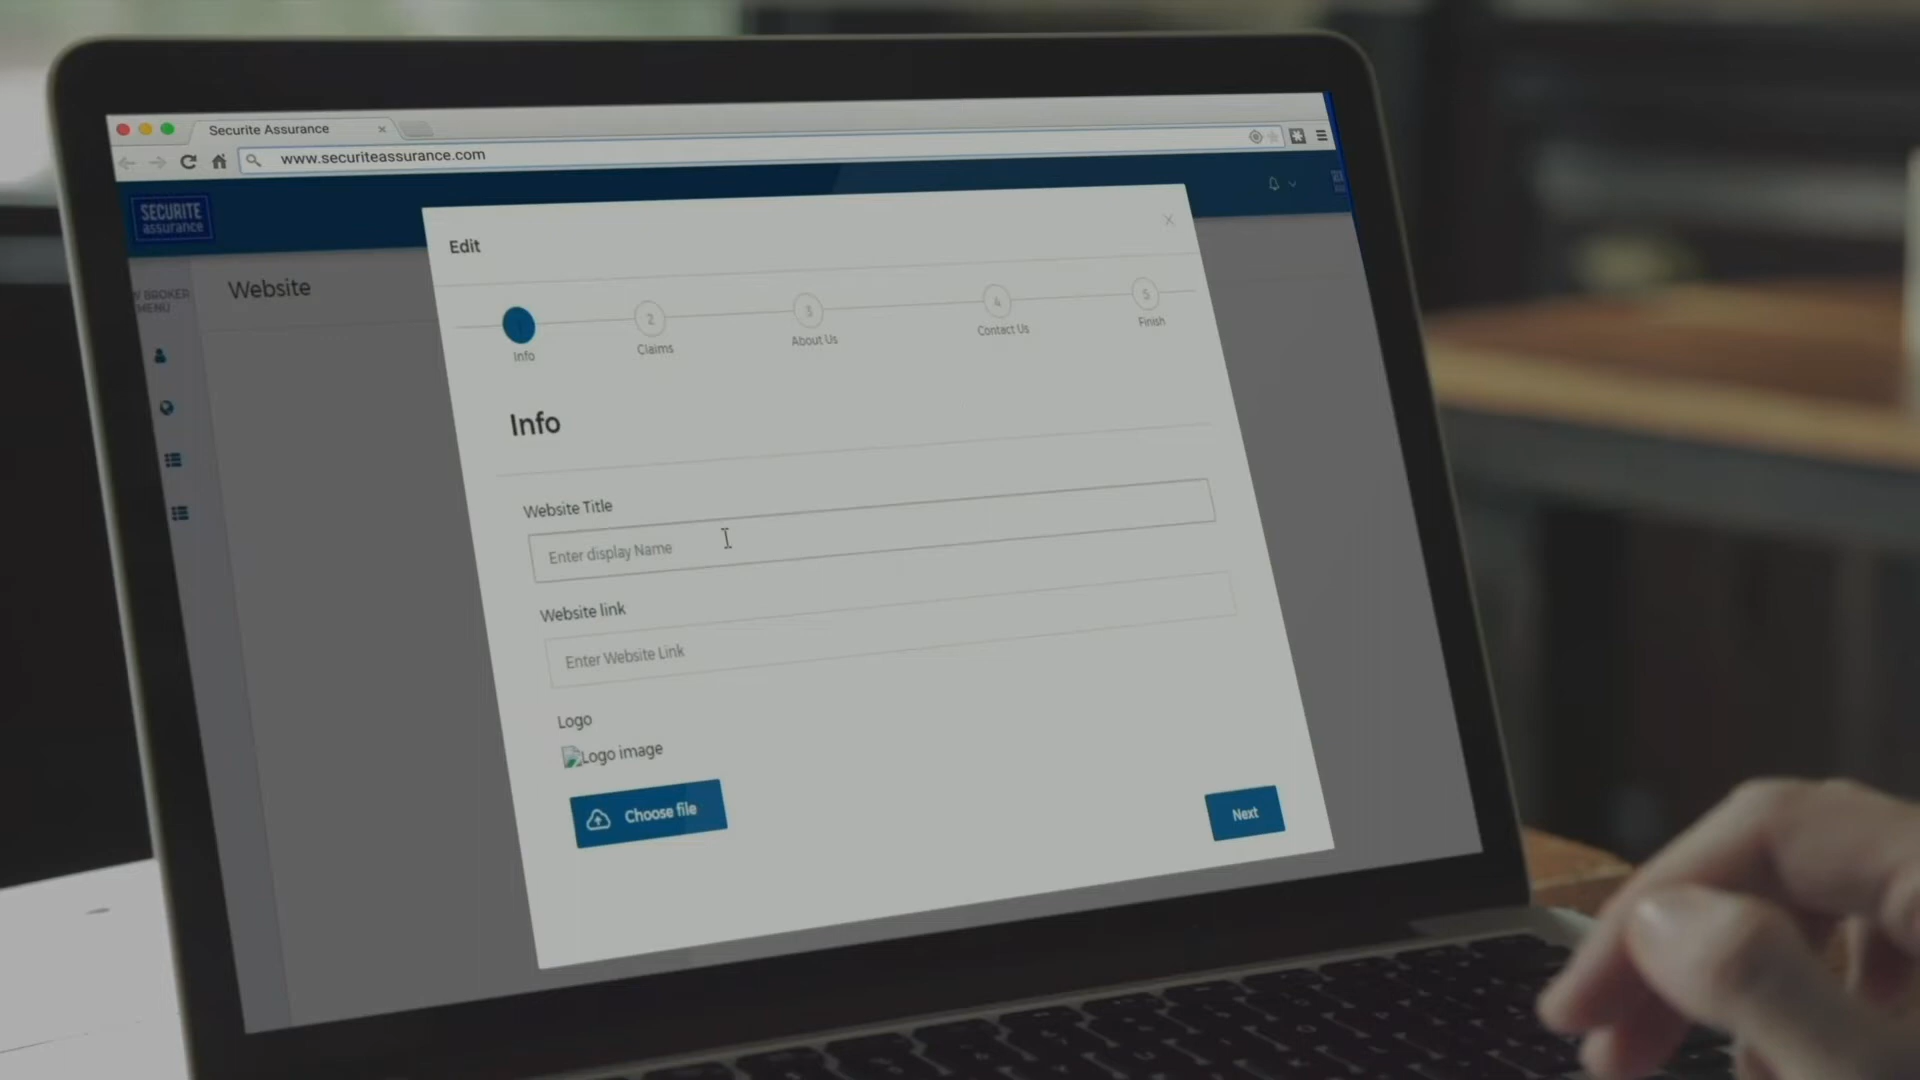 Securite Assurance
www.securiteassurance.com
SECURITE
assurance
Edit
Website
BROKER
MENU
2
3
4
5
Info
Claims
About Us
Contact Us
Finish
Info
Website Title
Enter display Name
Website link
Enter Website Link
Logo
Logo image
Choose file
Next